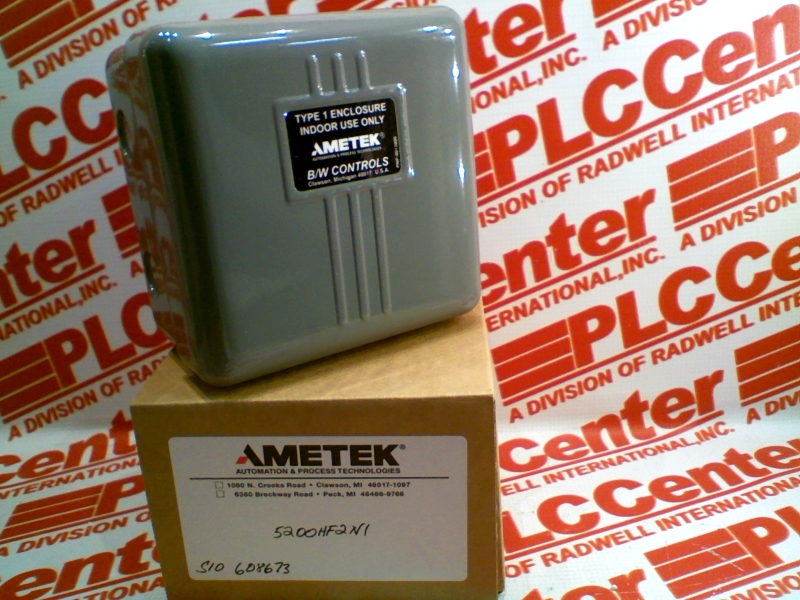 TYPE 1 ENCLOSURE
INDOOR USE ONLY
AMETEK®
AUTOMATION & PROCESS TECHNOLOGIES
B/W CONTROLS
Clawson, Michigan 48017 U.S.A.
AMETEK®
AUTOMATION & PROCESS TECHNOLOGIES
1080 N. Crooks Road • Clawson, MI 48017-1097
6380 Brockway Road • Peck, MI 48466-9766
5200HF2N1
S10 608673
PLCCenter
A DIVISION OF RADWELL INTERNATIONAL, INC.